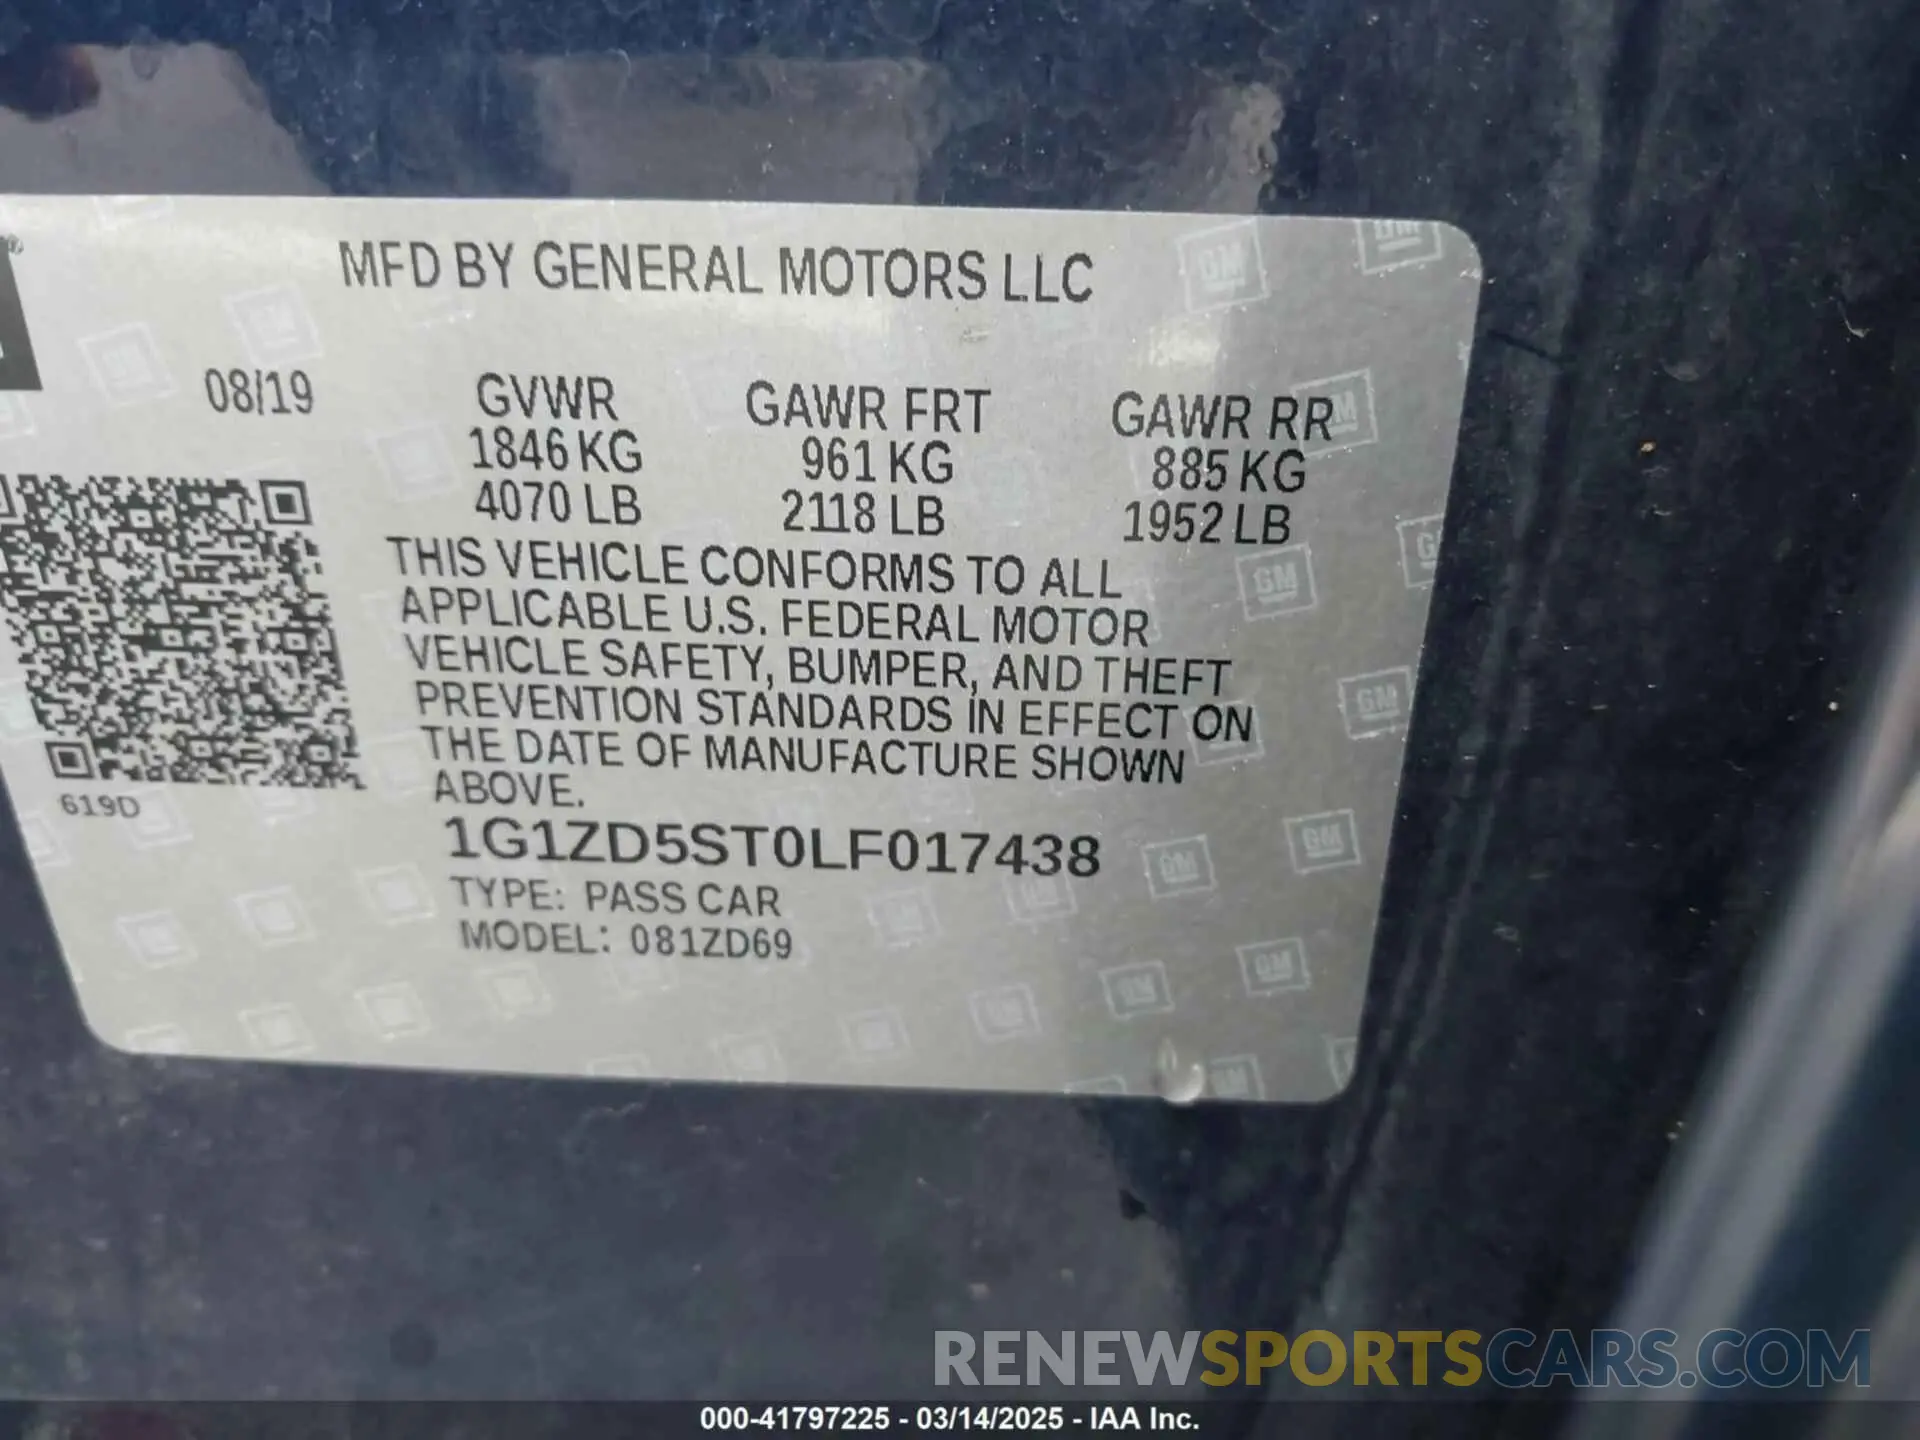 MFD BY GENERAL MOTORS LLC
08/19
GVWR
1846 KG
4070 LB
GAWR FRT
961 KG
2118 LB
GAWR RR
885 KG
1952 LB
THIS VEHICLE CONFORMS TO ALL
APPLICABLE U.S. FEDERAL MOTOR
VEHICLE SAFETY, BUMPER, AND THEFT
PREVENTION STANDARDS IN EFFECT ON
THE DATE OF MANUFACTURE SHOWN
ABOVE.
619D
1G1ZD5ST0LF017438
TYPE: PASS CAR
MODEL: 081ZD69
RENEWSPORTSCARS.COM
000-41797225 - 03/14/2025 - IAA Inc.